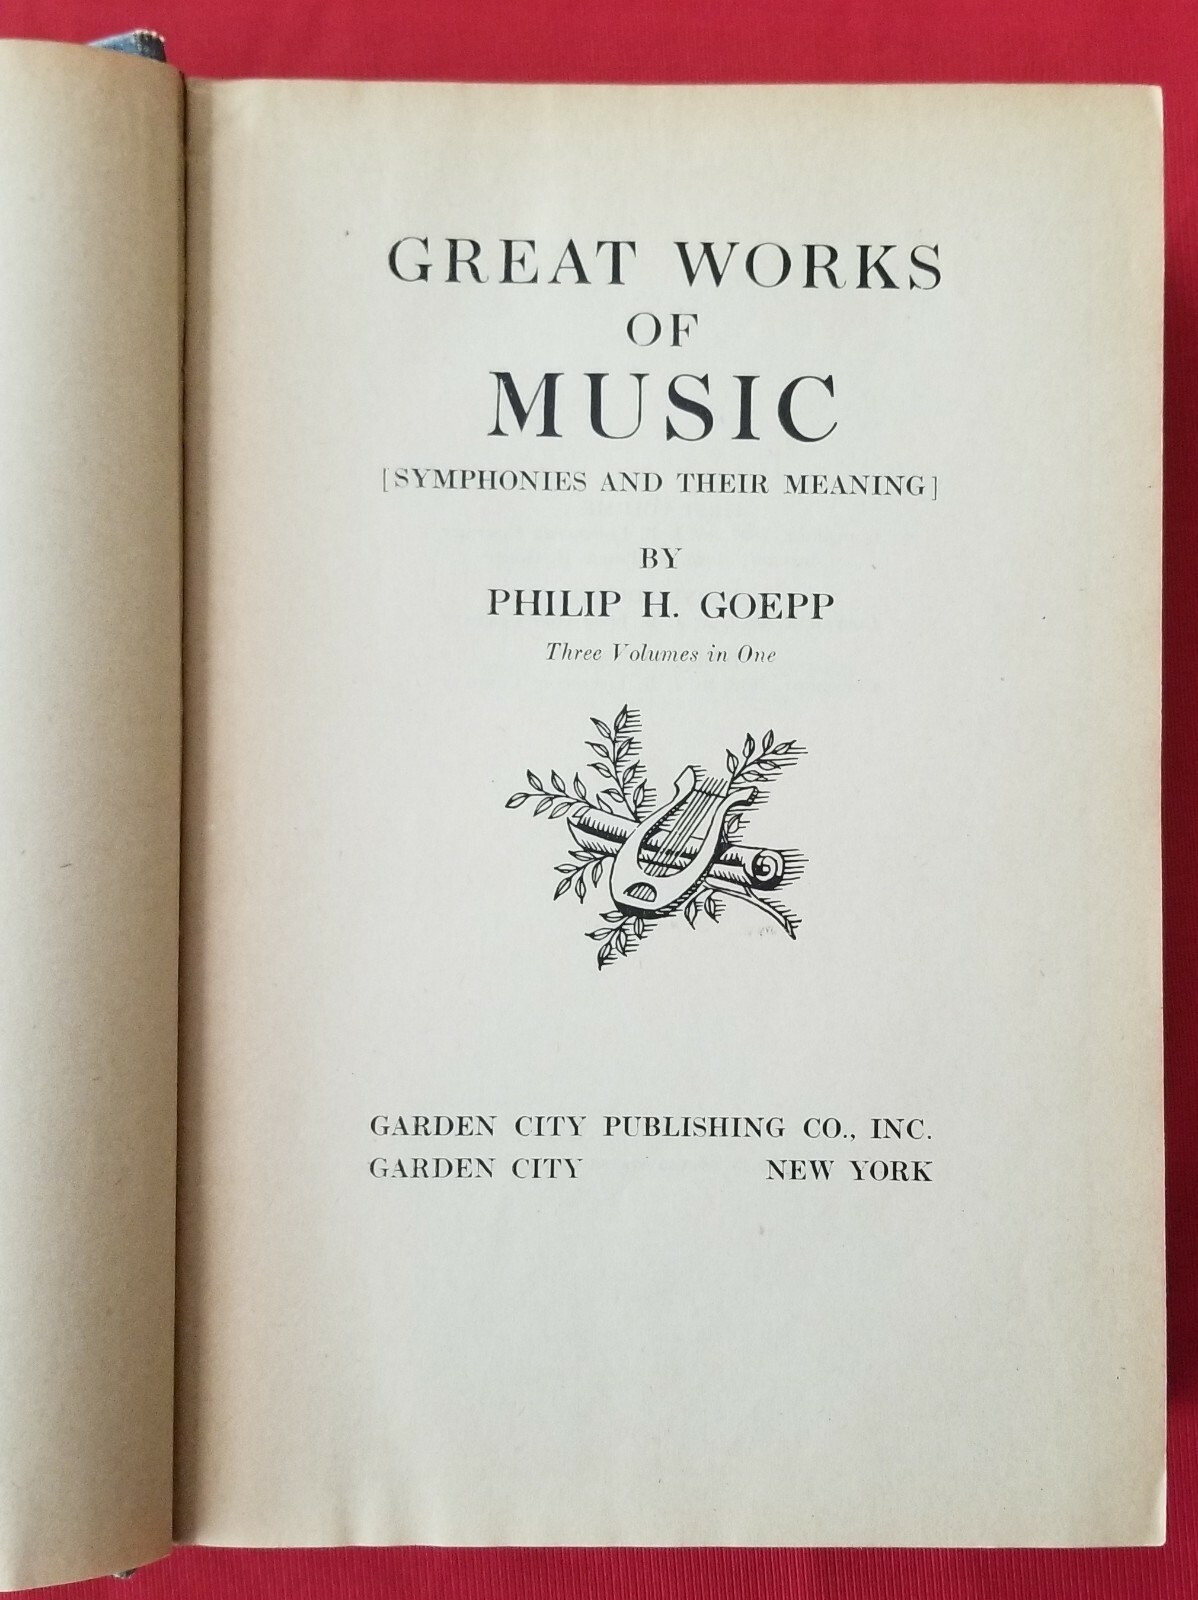 GREAT WORKS
OF
MUSIC
[SYMPHONIES AND THEIR MEANING]
BY
PHILIP H. GOEPP
Three Volumes in One
GARDEN CITY PUBLISHING CO., INC.
GARDEN CITY NEW YORK